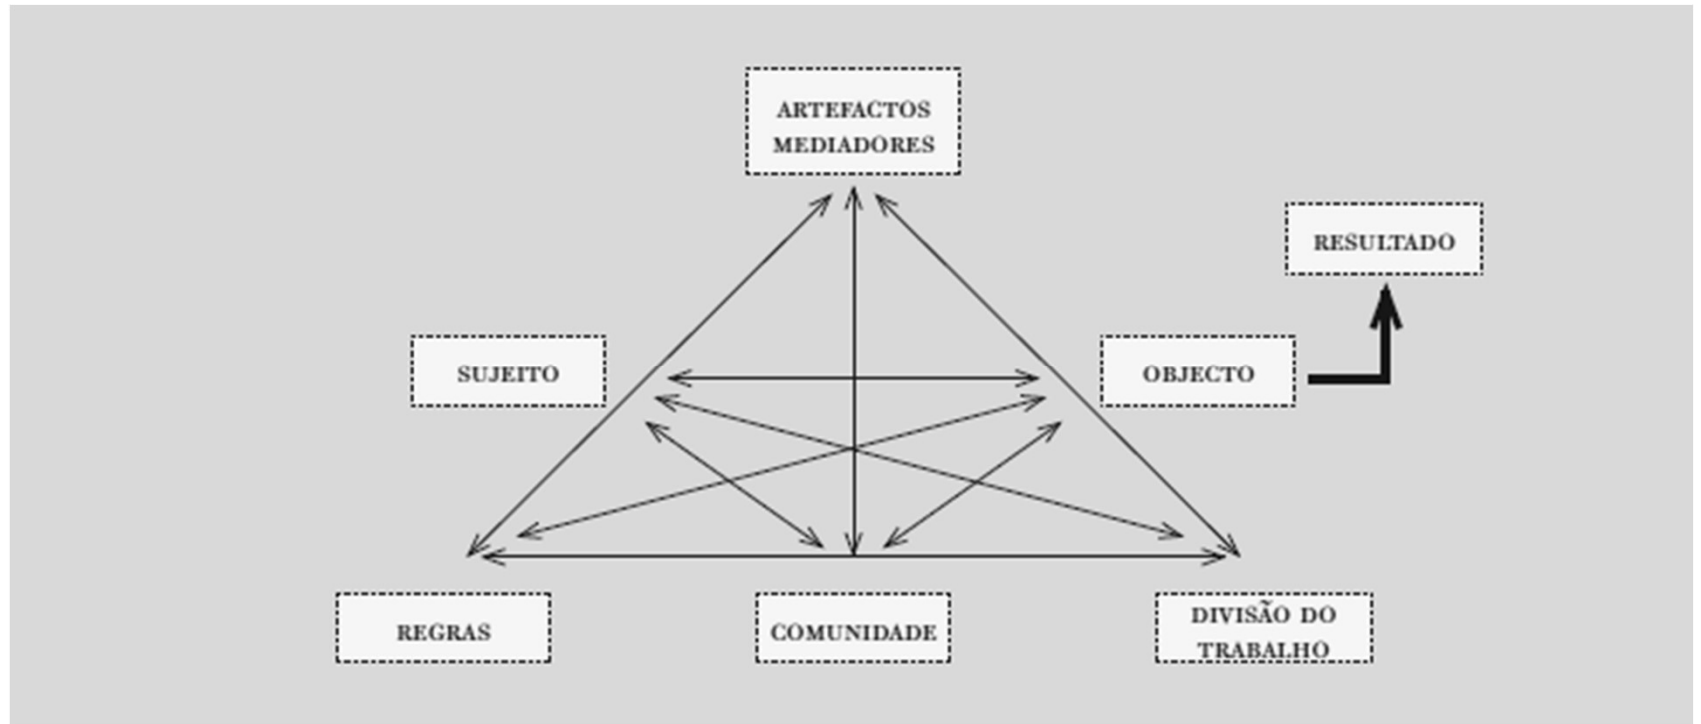 ARTEFACTOS
MEDIADORES
RESULTADO
SUJEITO
OBJECTO
REGRAS
COMUNIDADE
DIVISÃO DO
TRABALHO